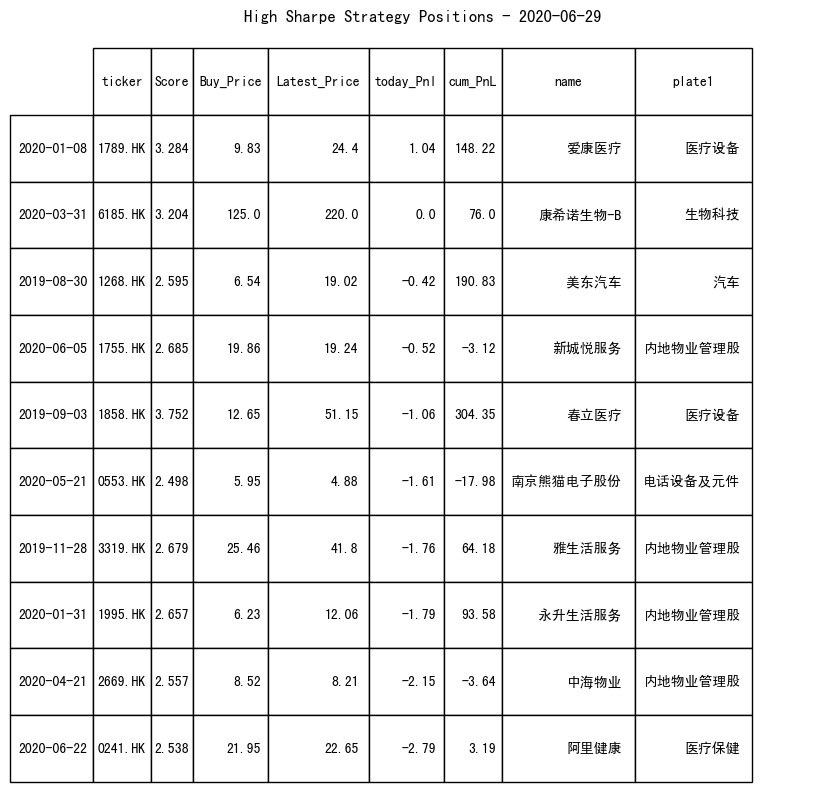 High Sharpe Strategy Positions - 2020-06-29
ticker Score Buy_Price Latest_Price today_Pnl cum_PnL name plate1
2020-01-08 1789.HK 3.284 9.83 24.4 1.04 148.22 爱康医疗 医疗设备
2020-03-31 6185.HK 3.204 125.0 220.0 0.0 76.0 康希诺生物-B 生物科技
2019-08-30 1268.HK 2.595 6.54 19.02 -0.42 190.83 美东汽车 汽车
2020-06-05 1755.HK 2.685 19.86 19.24 -0.52 -3.12 新城悦服务 内地物业管理股
2019-09-03 1858.HK 3.752 12.65 51.15 -1.06 304.35 春立医疗 医疗设备
2020-05-21 0553.HK 2.498 5.95 4.88 -1.61 -17.98 南京熊猫电子股份 电话设备及元件
2019-11-28 3319.HK 2.679 25.46 41.8 -1.76 64.18 雅生活服务 内地物业管理股
2020-01-31 1995.HK 2.657 6.23 12.06 -1.79 93.58 永升生活服务 内地物业管理股
2020-04-21 2669.HK 2.557 8.52 8.21 -2.15 -3.64 中海物业 内地物业管理股
2020-06-22 0241.HK 2.538 21.95 22.65 -2.79 3.19 阿里健康 医疗保健